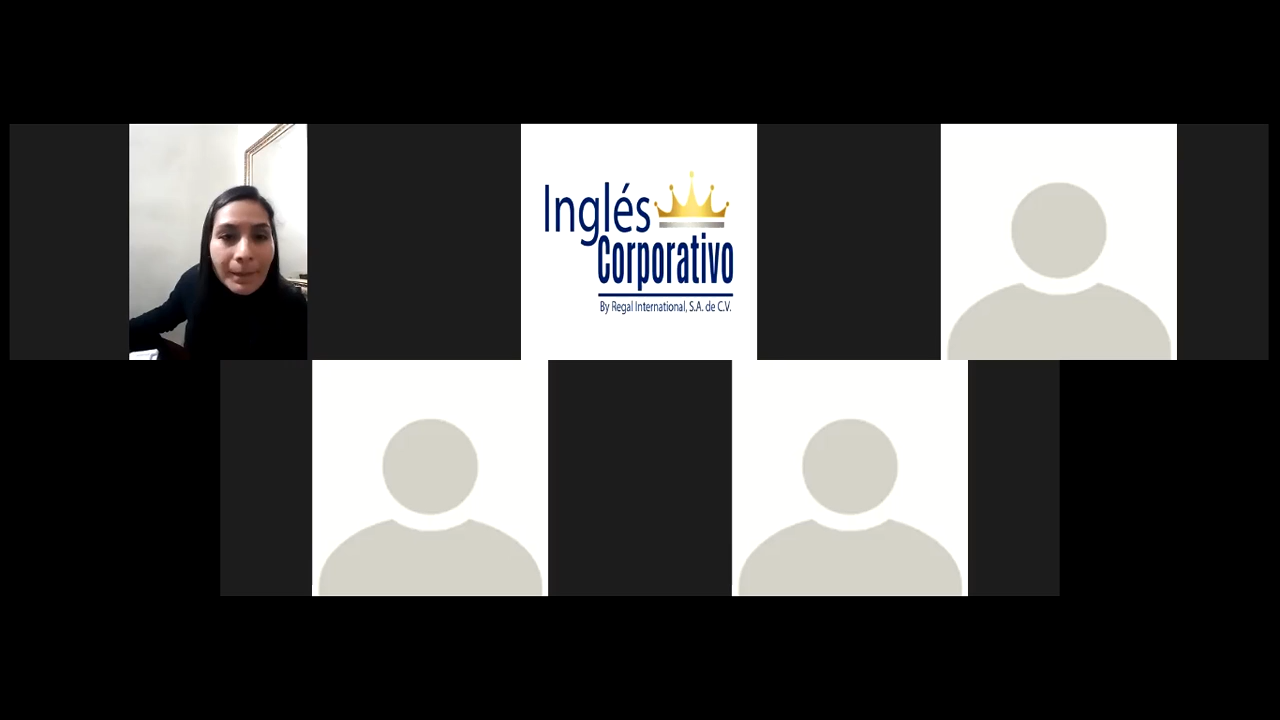 Inglés
Corporativo
By Regal International, S.A. de C.V.